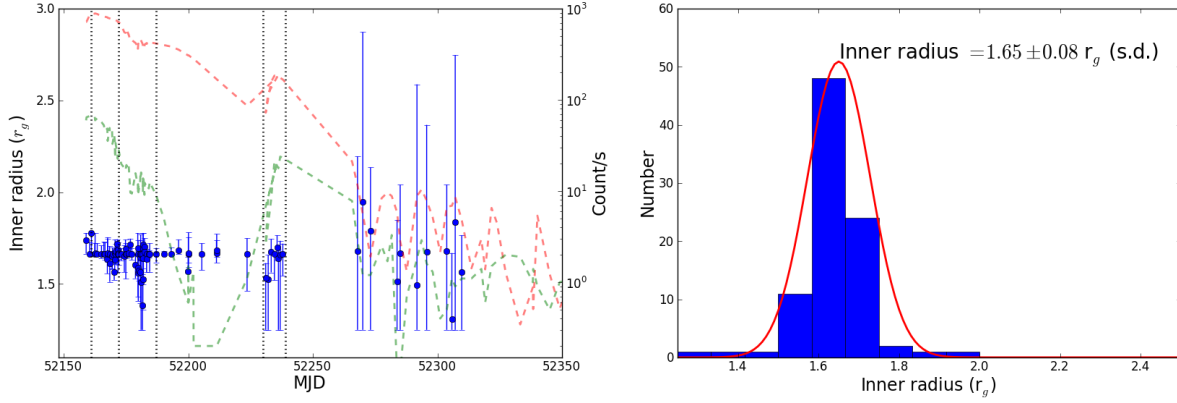 3.0
2.5
2.0
1.5
Inner radius (r_g)
10^3
10^2
10^1
10^0
Count/s
52150 52200 52250 52300 52350
MJD
60
50
40
30
20
10
0
Number
Inner radius =1.65±0.08 r_g (s.d.)
1.4 1.6 1.8 2.0 2.2 2.4
Inner radius (r_g)